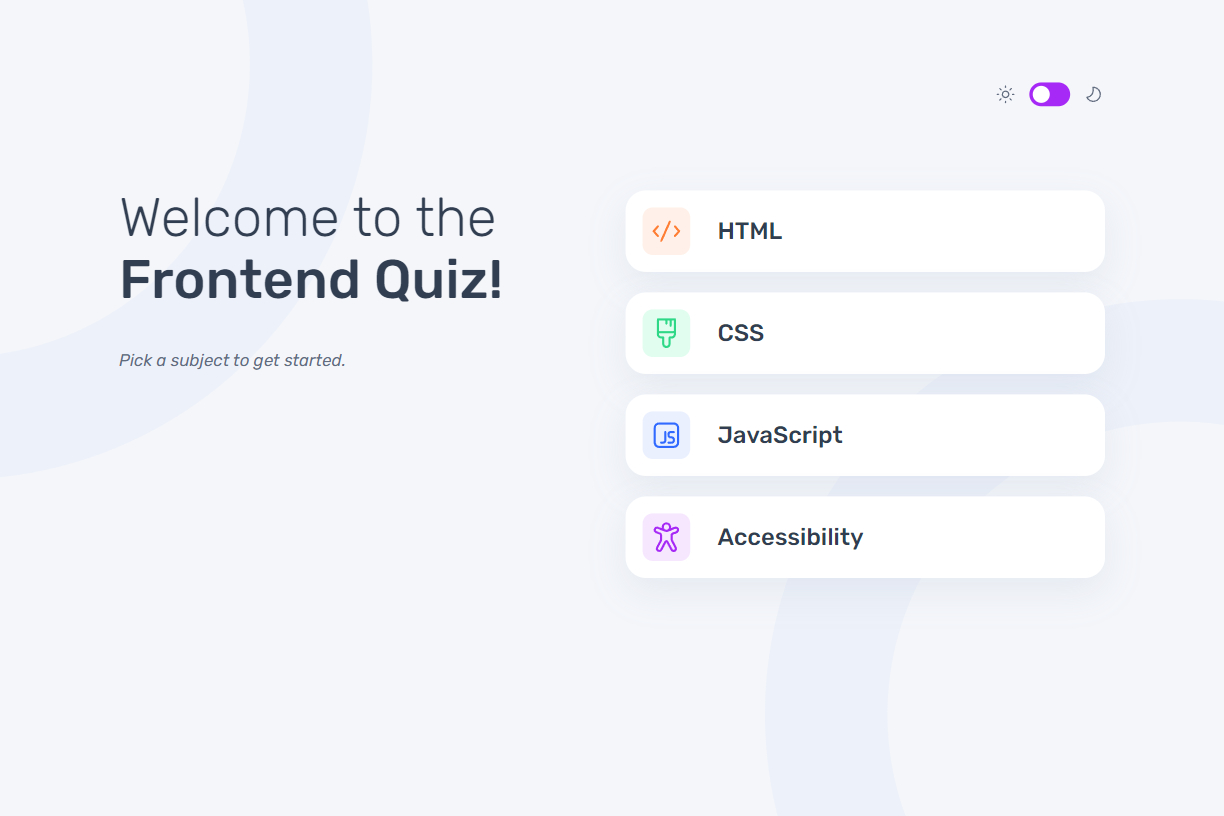 Welcome to the
Frontend Quiz!
Pick a subject to get started.
HTML
CSS
JS
JavaScript
Accessibility